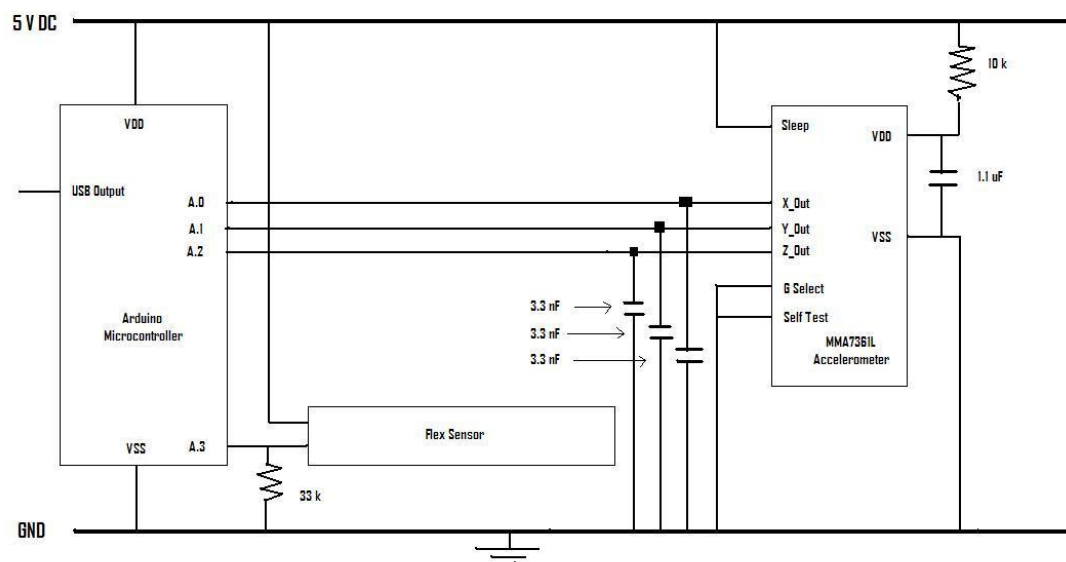 5 V DC
10 k
VDD
Sleep
VDD
USB Output
1.1 uF
A.0
X_Out
A.1
Y_Out
VSS
A.2
Z_Out
G Select
3.3 nF
Arduino
Microcontroller
Self Test
3.3 nF
MMA7361L
Accelerometer
3.3 nF
Flex Sensor
VSS
A.3
33 k
GND